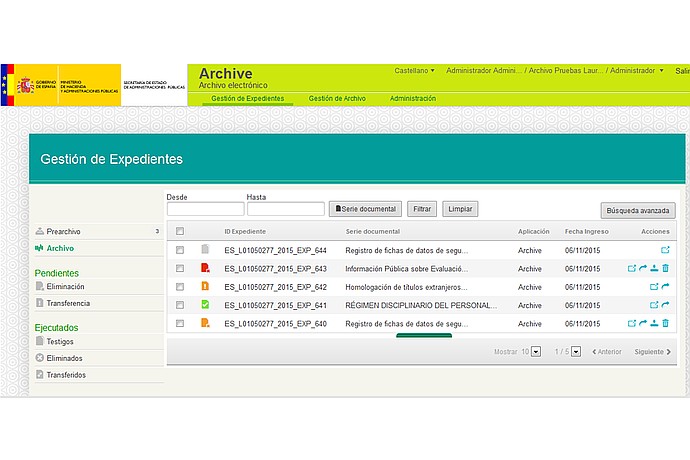 GOBIERNO DE ESPAÑA
MINISTERIO DE HACIENDA Y ADMINISTRACIONES PÚBLICAS
SECRETARÍA DE ESTADO DE ADMINISTRACIONES PÚBLICAS
Archive
Archivo electrónico
Castellano
Administrador Admini... / Archivo Pruebas Laur... / Administrador
Salir
Gestión de Expedientes
Gestión de Archivo
Administración
Gestión de Expedientes
Desde
Hasta
Serie documental
Filtrar
Limpiar
Búsqueda avanzada
Prearchivo 3
Archivo
Pendientes
Eliminación
Transferencia
Ejecutados
Testigos
Eliminados
Transferidos
ID Expediente Serie documental Aplicación Fecha Ingreso Acciones
ES_L01050277_2015_EXP_644 Registro de fichas de datos de segu... Archive 06/11/2015
ES_L01050277_2015_EXP_643 Información Pública sobre Evaluació... Archive 06/11/2015
ES_L01050277_2015_EXP_642 Homologación de títulos extranjeros... Archive 06/11/2015
ES_L01050277_2015_EXP_641 RÉGIMEN DISCIPLINARIO DEL PERSONAL... Archive 06/11/2015
ES_L01050277_2015_EXP_640 Registro de fichas de datos de segu... Archive 06/11/2015
Mostrar 10 1 / 5 Anterior Siguiente